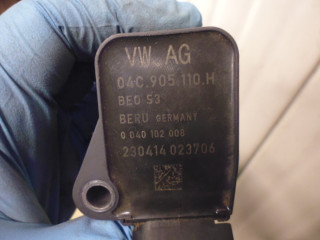 VW AG
04C.905 110.H
BEO 53
BERU GERMANY
0 040 102 008
230414 023706